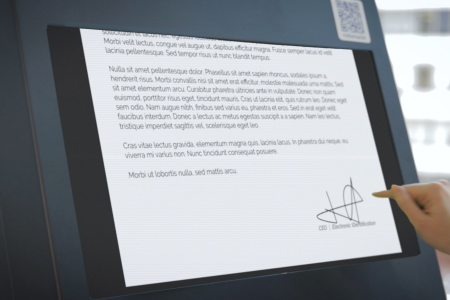 Morbi velit lectus, congue vel augue ut, dapibus efficitur magna. Fusce semper lacus id velit
lacinia pellentesque. Sed tempor risus ut nunc blandit tempus.
Nulla sit amet pellentesque dolor. Phasellus sit amet sapien rhoncus, sodales ipsum a,
hendrerit risus. Morbi convallis nisi sit amet erat efficitur, molestie malesuada urna mattis. Sed
sit amet elementum arcu. Curabitur pharetra ultricies ante in vulputate. Donec non quam
euismod, porttitor risus eget, tincidunt mauris. Cras ut lacinia elit, quis rutrum leo. Donec eget
sem odio. Nam augue nibh, finibus sed varius eu, pharetra et eros. Sed in erat eget elit
faucibus interdum. Donec a lectus ac metus egestas suscipit a a sapien. Nam leo lectus,
tristique imperdiet sagittis vel, scelerisque eget leo.
Cras vitae lectus gravida, elementum magna quis, lacinia lacus. In pharetra dui neque, eu
viverra mi varius non. Nunc tincidunt consequat posuere.
Morbi ut lobortis nulla, sed mattis arcu.
CEO : Electronic Identification